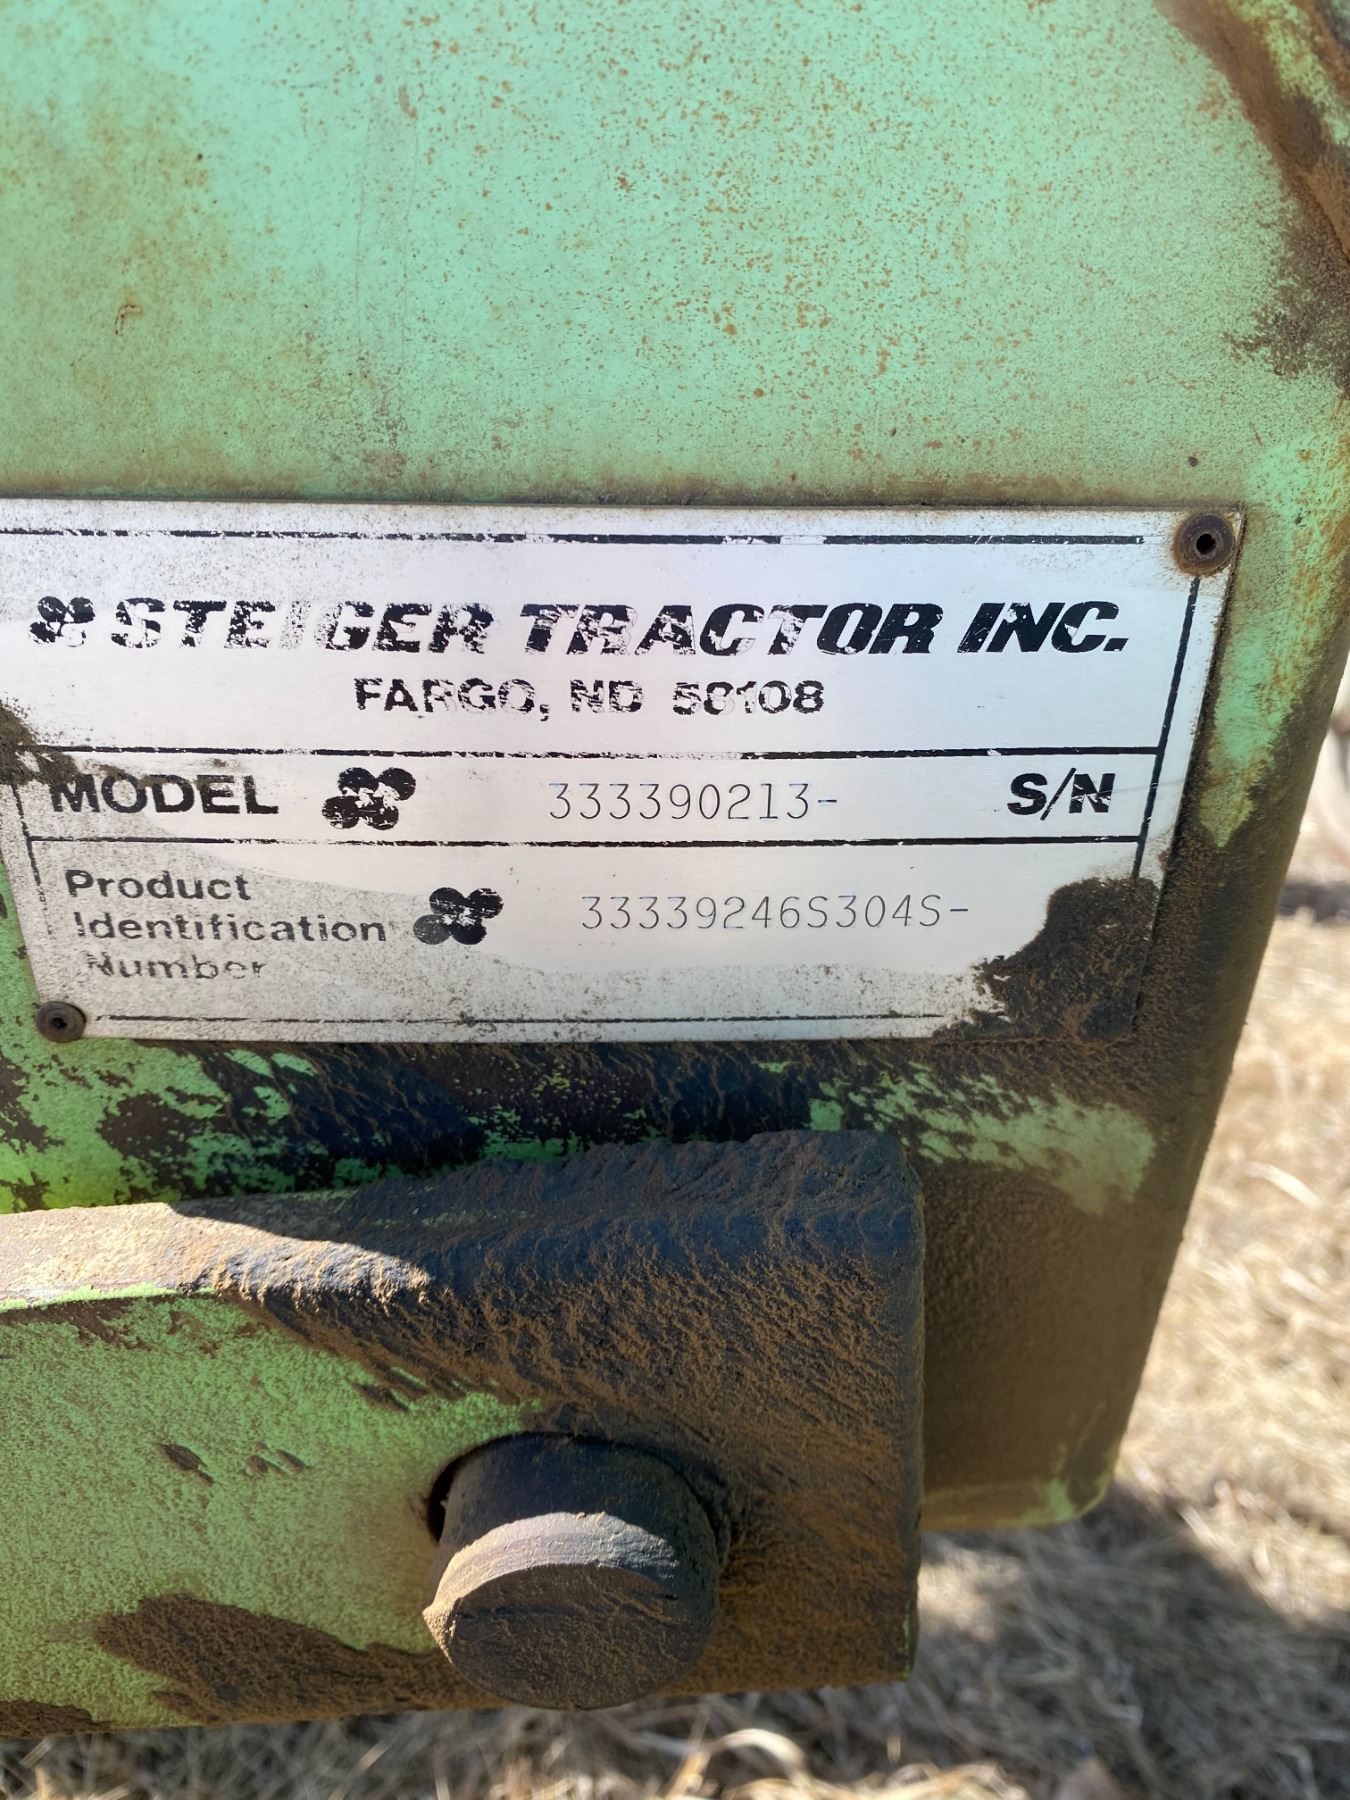 STEIGER TRACTOR INC.
FARGO, ND 58108
MODEL 333390213- S/N
Product
Identification
Number
33339246S304S-